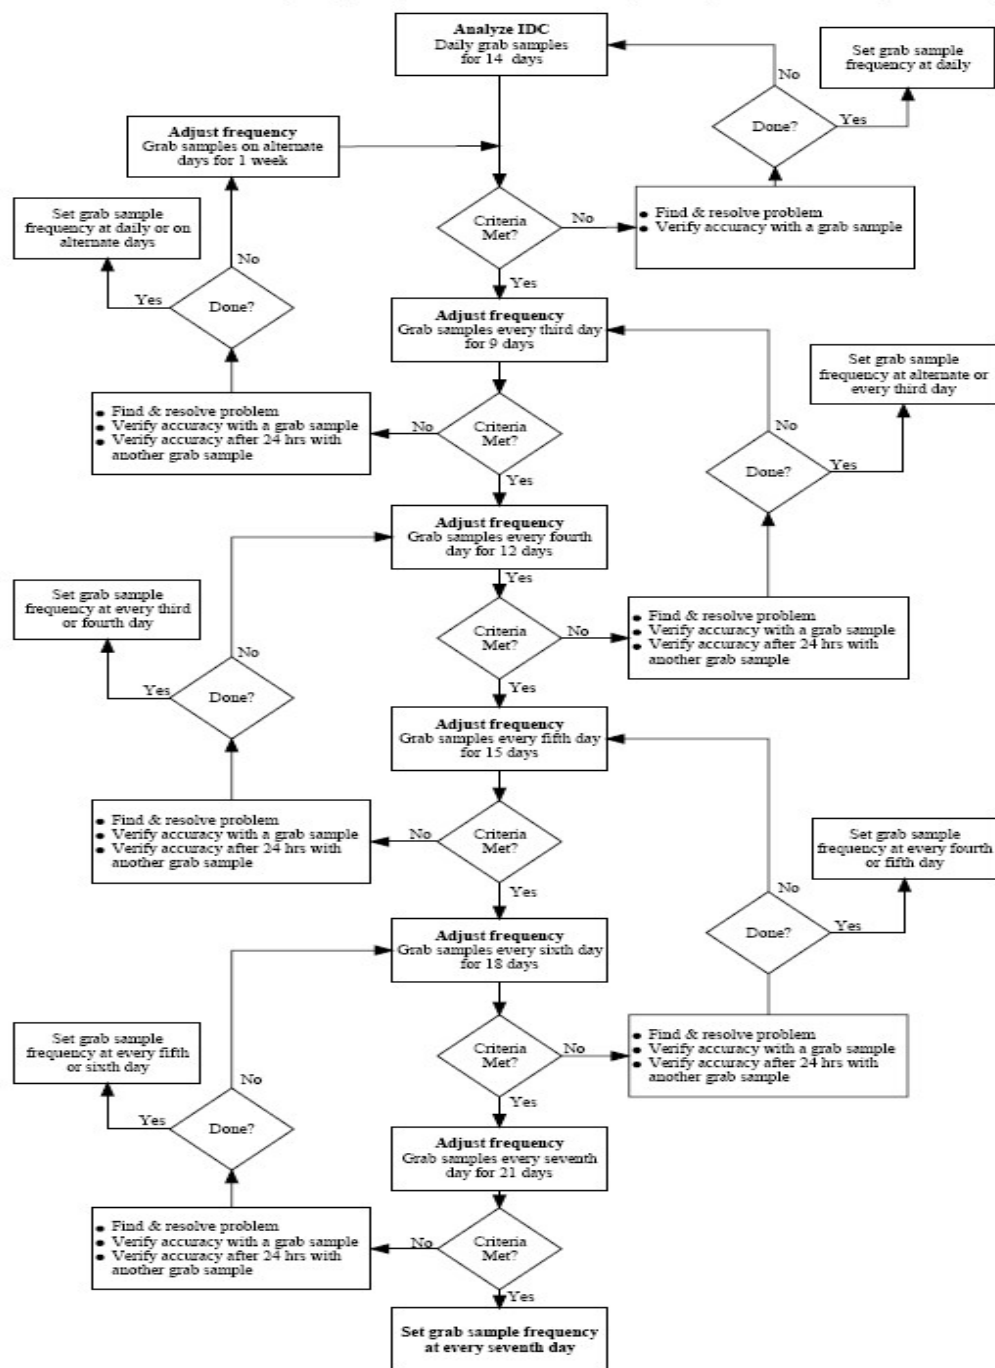 Analyze IDC
Daily grab samples
for 14 days
No
Set grab sample
frequency at daily
Done?
Yes
Adjust frequency
Grab samples on alternate
days for 1 week
• Find & resolve problem
• Verify accuracy with a grab sample
Criteria
Met?
No
Yes
Set grab sample
frequency at daily or on
alternate days
No
Yes
Done?
Adjust frequency
Grab samples every third day
for 9 days
Set grab sample
frequency at alternate or
every third day
• Find & resolve problem
• Verify accuracy with a grab sample
• Verify accuracy after 24 hrs with
another grab sample
No
Criteria
Met?
Yes
No
Done?
Yes
Adjust frequency
Grab samples every fourth
day for 12 days
Yes
No
Set grab sample
frequency at every third
or fourth day
Criteria
Met?
No
• Find & resolve problem
• Verify accuracy with a grab sample
• Verify accuracy after 24 hrs with
another grab sample
Yes
Yes
Done?
Adjust frequency
Grab samples every fifth day
for 15 days
• Find & resolve problem
• Verify accuracy with a grab sample
• Verify accuracy after 24 hrs with
another grab sample
No
Criteria
Met?
Yes
Set grab sample
frequency at every fourth
or fifth day
No
Done?
Yes
Adjust frequency
Grab samples every sixth day
for 18 days
Set grab sample
frequency at every fifth
or sixth day
No
Criteria
Met?
No
• Find & resolve problem
• Verify accuracy with a grab sample
• Verify accuracy after 24 hrs with
another grab sample
Yes
Yes
Done?
Adjust frequency
Grab samples every seventh
day for 21 days
• Find & resolve problem
• Verify accuracy with a grab sample
• Verify accuracy after 24 hrs with
another grab sample
No
Criteria
Met?
Yes
Set grab sample frequency
at every seventh day